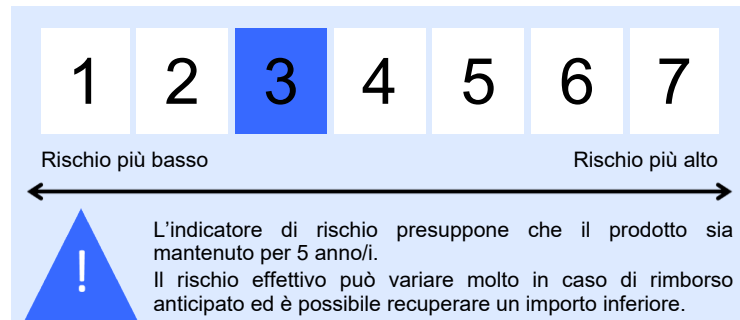 1 2 3 4 5 6 7
Rischio più basso Rischio più alto
! L'indicatore di rischio presuppone che il prodotto sia
mantenuto per 5 anno/i.
Il rischio effettivo può variare molto in caso di rimborso
anticipato ed è possibile recuperare un importo inferiore.